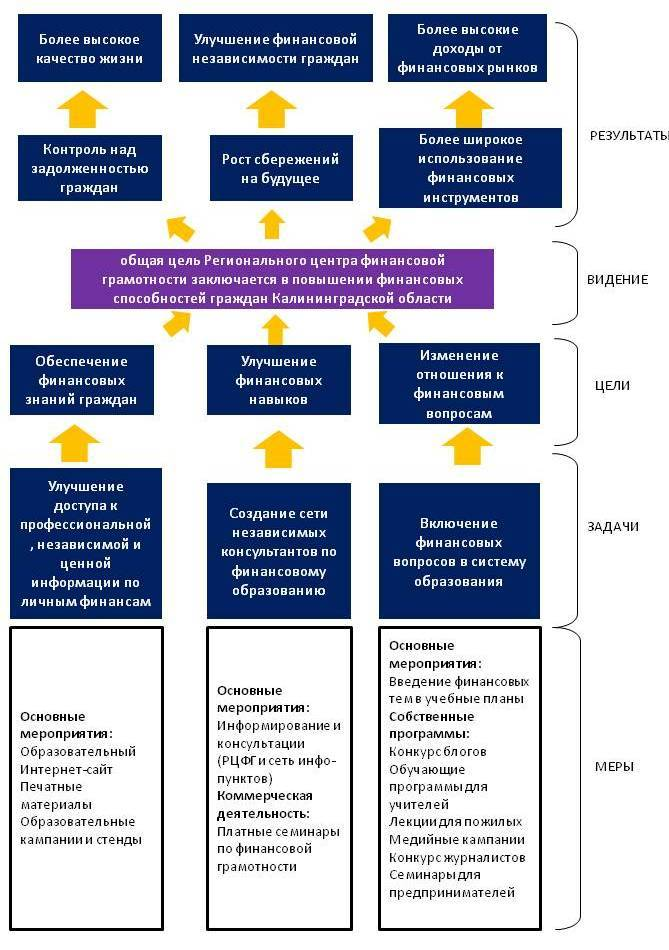 Более высокое
качество жизни
Улучшение финансовой
независимости граждан
Более высокие
доходы от
финансовых рынков
Контроль над
задолженностью
граждан
Рост сбережений
на будущее
Более широкое
использование
финансовых
инструментов
РЕЗУЛЬТАТЫ
общая цель Регионального центра финансовой
грамотности заключается в повышении финансовых
способностей граждан Калининградской области
ВИДЕНИЕ
Обеспечение
финансовых
знаний граждан
Улучшение
финансовых
навыков
Изменение
отношения к
финансовым
вопросам
ЦЕЛИ
Улучшение
доступа к
профессиональной
, независимой и
ценной
информации по
личным финансам
Создание сети
независимых
консультантов по
финансовому
образованию
Включение
финансовых
вопросов в систему
образования
ЗАДАЧИ
Основные
мероприятия:
Образовательный
Интернет-сайт
Печатные
материалы
Образовательные
кампании и стенды
Основные
мероприятия:
Информирование и
консультации
(РЦФГ и сеть инфо-
пунктов)
Коммерческая
деятельность:
Платные семинары
по финансовой
грамотности
Основные
мероприятия:
Введение финансовых
тем в учебные планы
Собственные
программы:
Конкурс блогов
Обучающие
программы для
учителей
Лекции для пожилых
Медийные кампании
Конкурс журналистов
Семинары для
предпринимателей
МЕРЫ